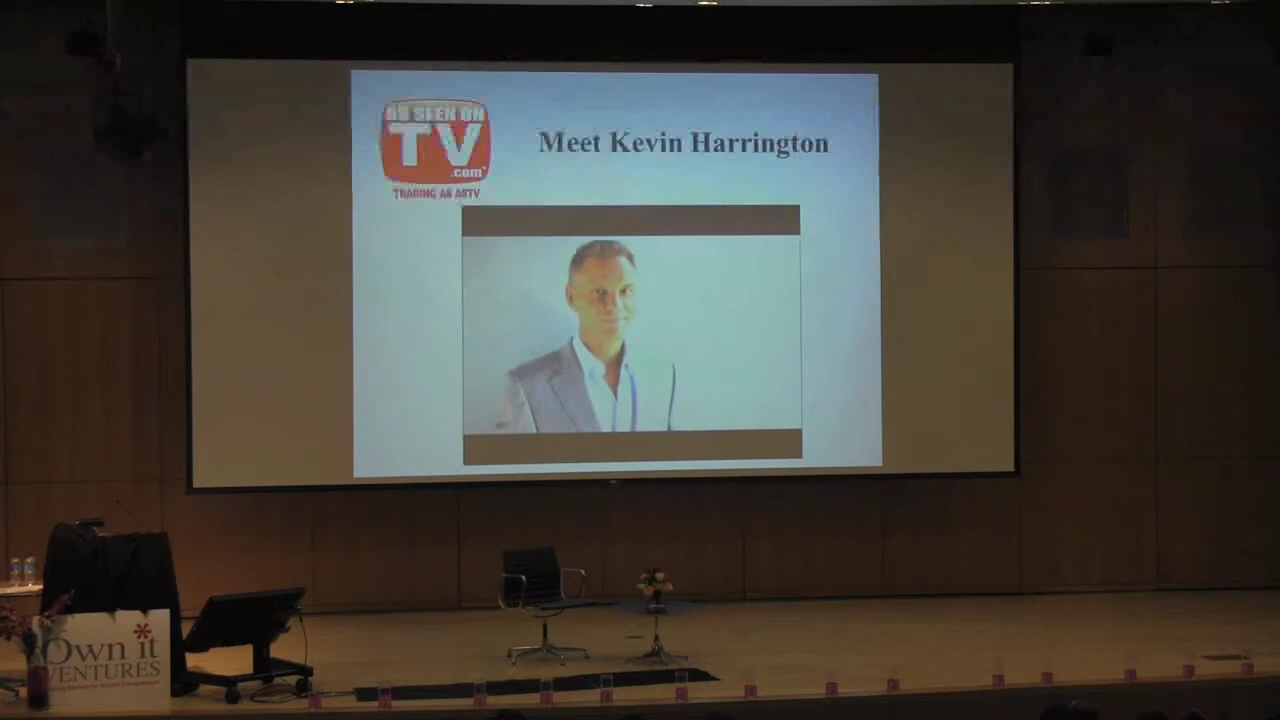 AS SEEN ON
TV
.com
TRADING AS ASTV
Meet Kevin Harrington
Own it
VENTURES